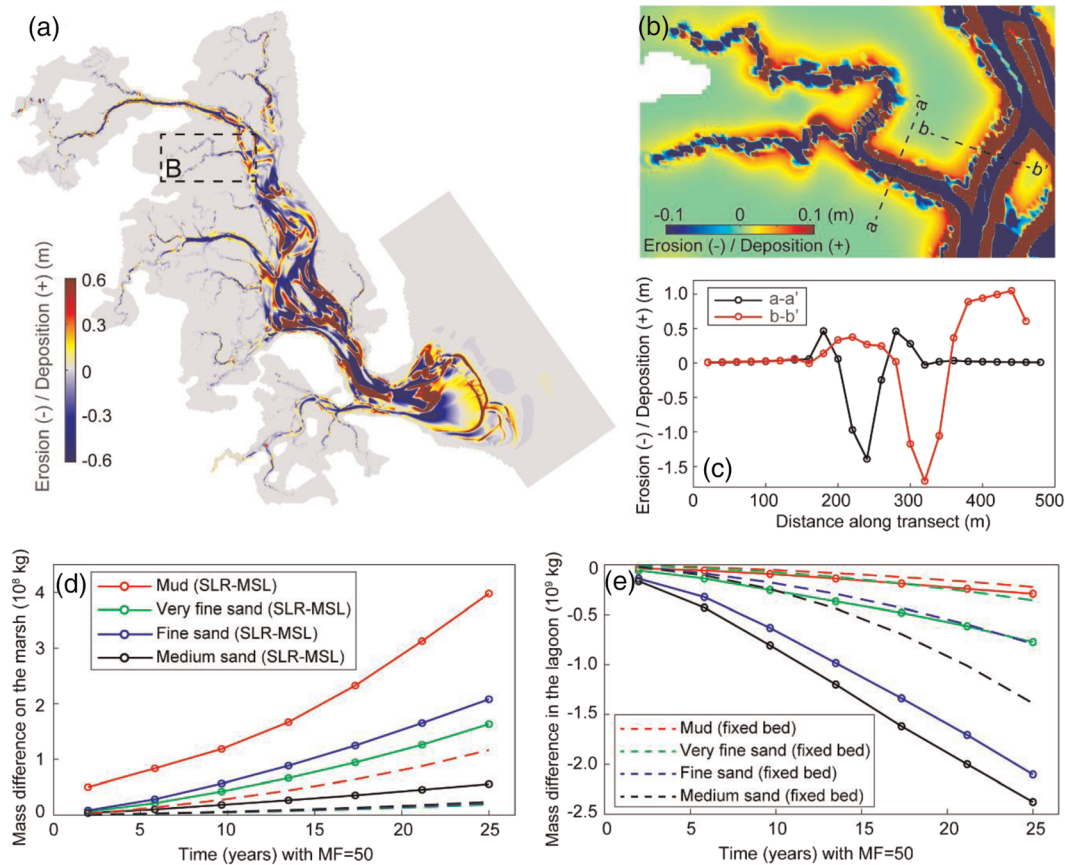 (a)
B
Erosion (-) / Deposition (+) (m)
0.6
0.3
0
-0.3
-0.6
(b)
a
b
b'
a
-0.1 0 0.1 (m)
Erosion (-) / Deposition (+)
Erosion (-) / Deposition (+) (m)
1.0
0.5
0
-0.5
-1.0
-1.5
a-a'
b-b'
(c)
0 100 200 300 400 500
Distance along transect (m)
Mass difference on the marsh (10⁸ kg)
4
3
2
1
0
(d)
Mud (SLR-MSL)
Very fine sand (SLR-MSL)
Fine sand (SLR-MSL)
Medium sand (SLR-MSL)
0 5 10 15 20 25
Time (years) with MF=50
Mass difference in the lagoon (10⁹ kg)
0
-0.5
-1.0
-1.5
-2.0
-2.5
(e)
Mud (fixed bed)
Very fine sand (fixed bed)
Fine sand (fixed bed)
Medium sand (fixed bed)
0 5 10 15 20 25
Time (years) with MF=50